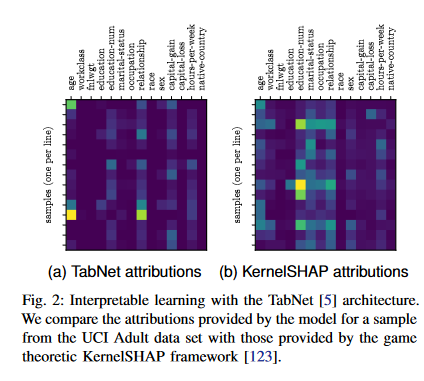 age
workclass
fnlwgt
education
education-num
marital-status
occupation
relationship
race
sex
capital-gain
capital-loss
hours-per-week
native-country
samples (one per line)
(a) TabNet attributions
age
workclass
fnlwgt
education
education-num
marital-status
occupation
relationship
race
sex
capital-gain
capital-loss
hours-per-week
native-country
samples (one per line)
(b) KernelSHAP attributions
Fig. 2: Interpretable learning with the TabNet [5] architecture.
We compare the attributions provided by the model for a sample
from the UCI Adult data set with those provided by the game
theoretic KernelSHAP framework [123].